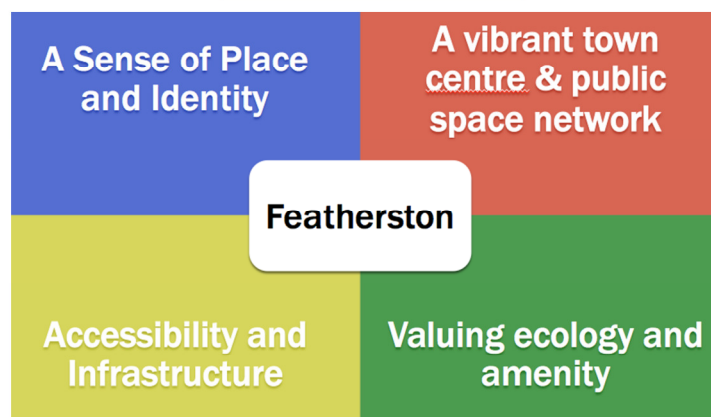 A Sense of Place
and Identity
A vibrant town
centre & public
space network
Featherston
Accessibility and
Infrastructure
Valuing ecology and
amenity